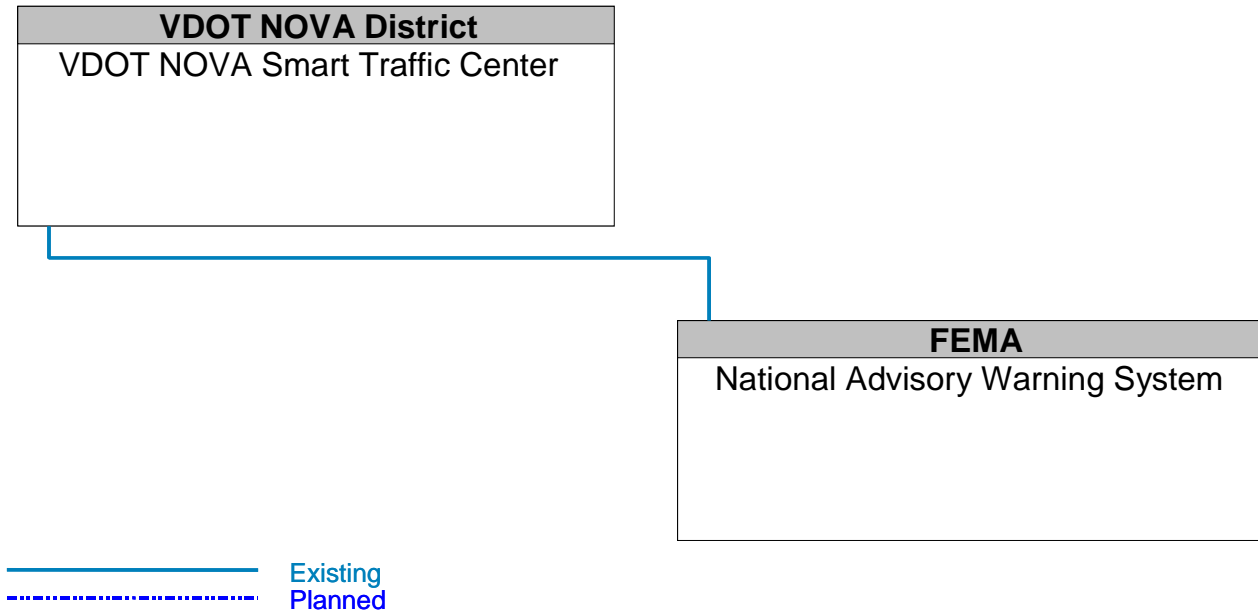 VDOT NOVA District
VDOT NOVA Smart Traffic Center
FEMA
National Advisory Warning System
Existing
Planned